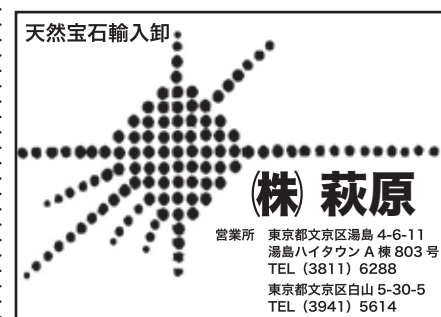 天然宝石輸入卸
㈱ 萩原
営業所 東京都文京区湯島 4-6-11
湯島ハイタウン A 棟 803 号
TEL (3811) 6288
東京都文京区白山 5-30-5
TEL (3941) 5614